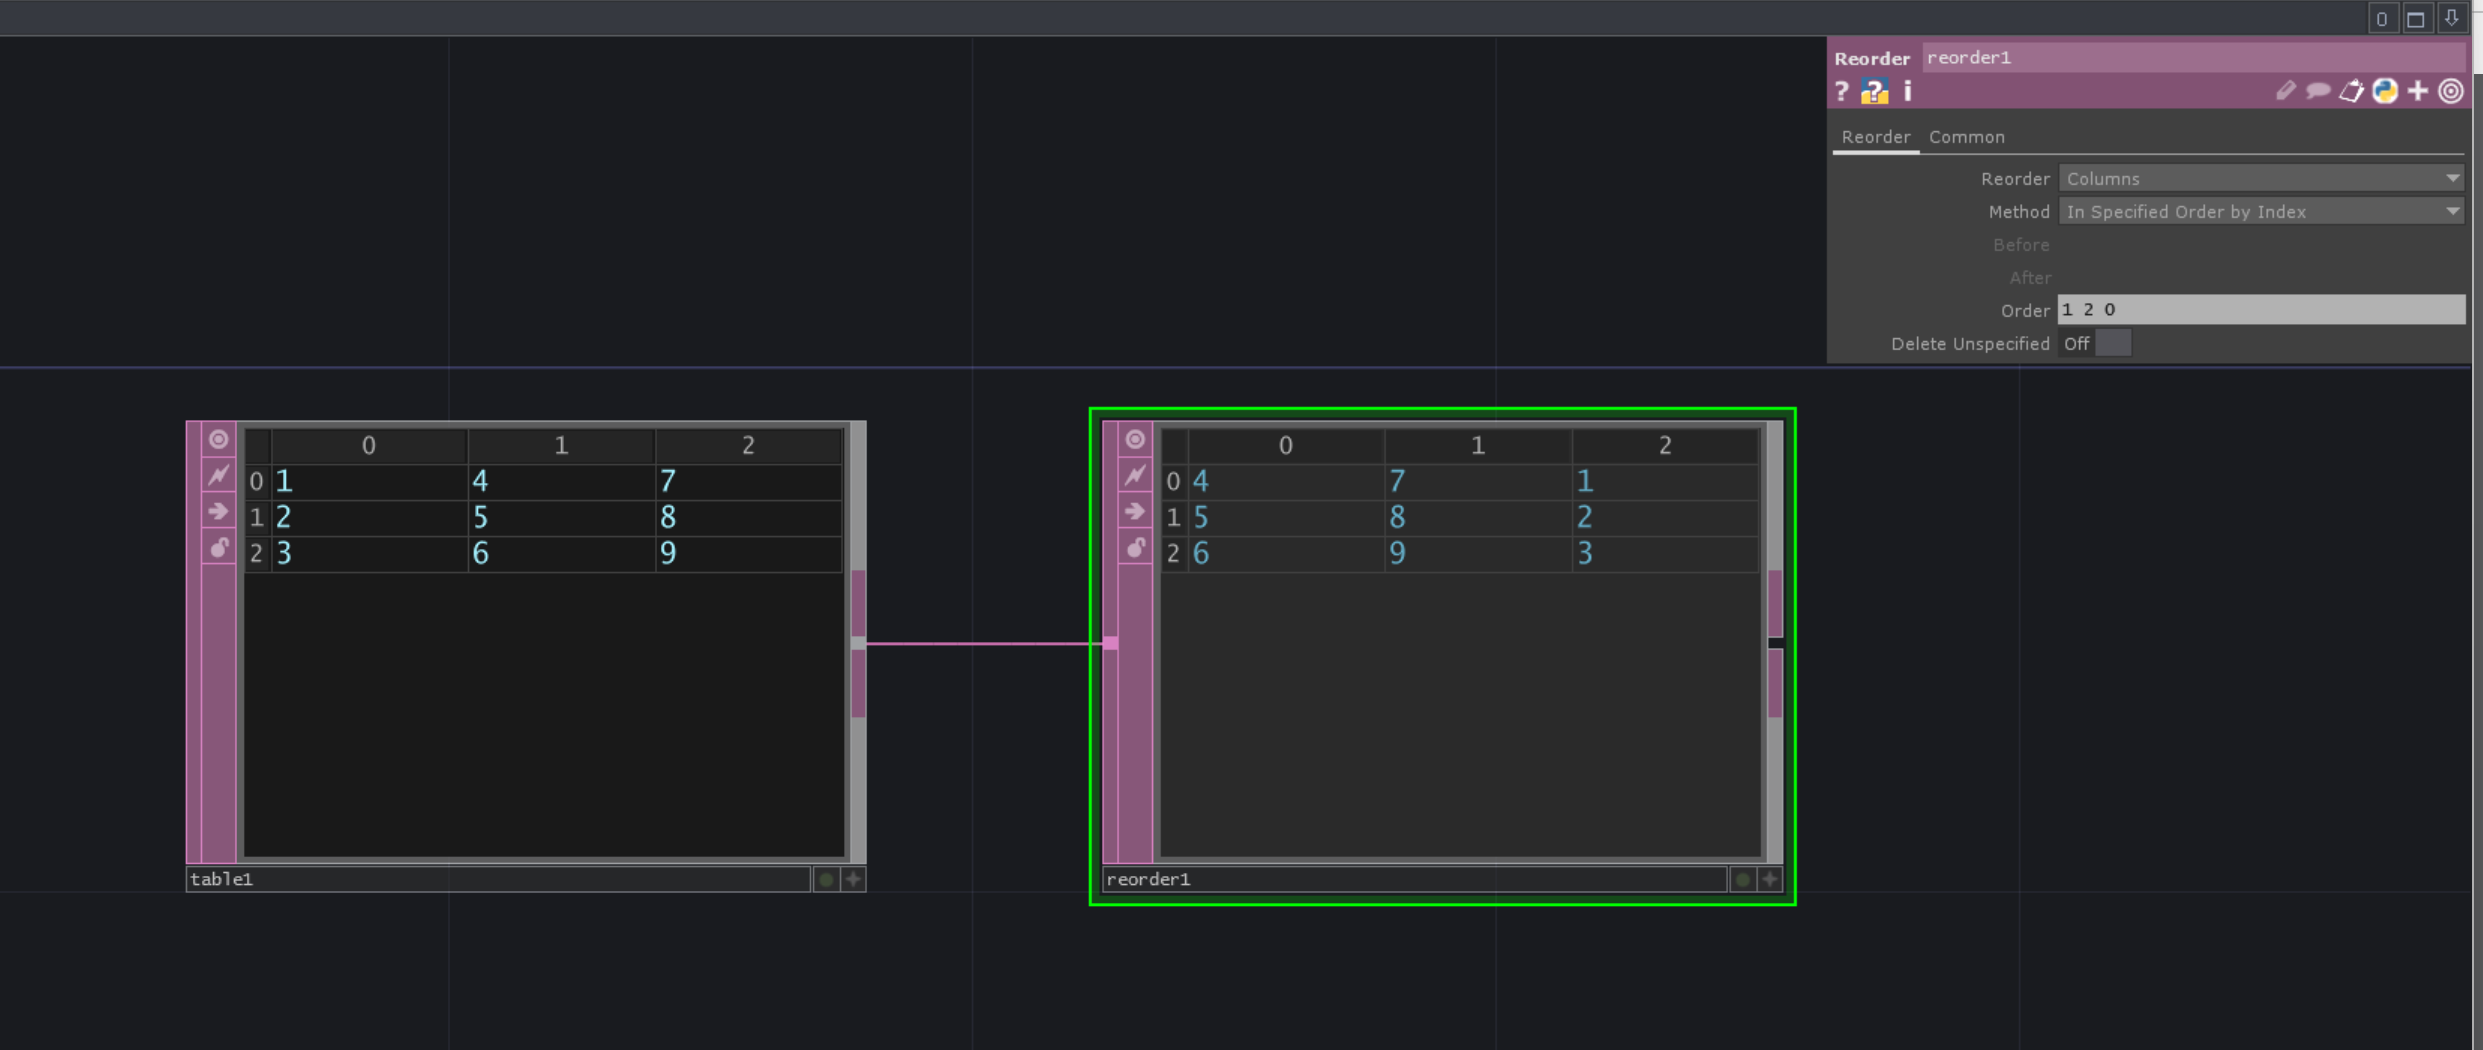 0
Reorder reorder1
? ? i
Reorder Common
Reorder Columns
Method In Specified Order by Index
Before
After
Order 1 2 0
Delete Unspecified Off
0 1 2
0 1 4 7
1 2 5 8
2 3 6 9
table1
0 1 2
0 4 7 1
1 5 8 2
2 6 9 3
reorder1